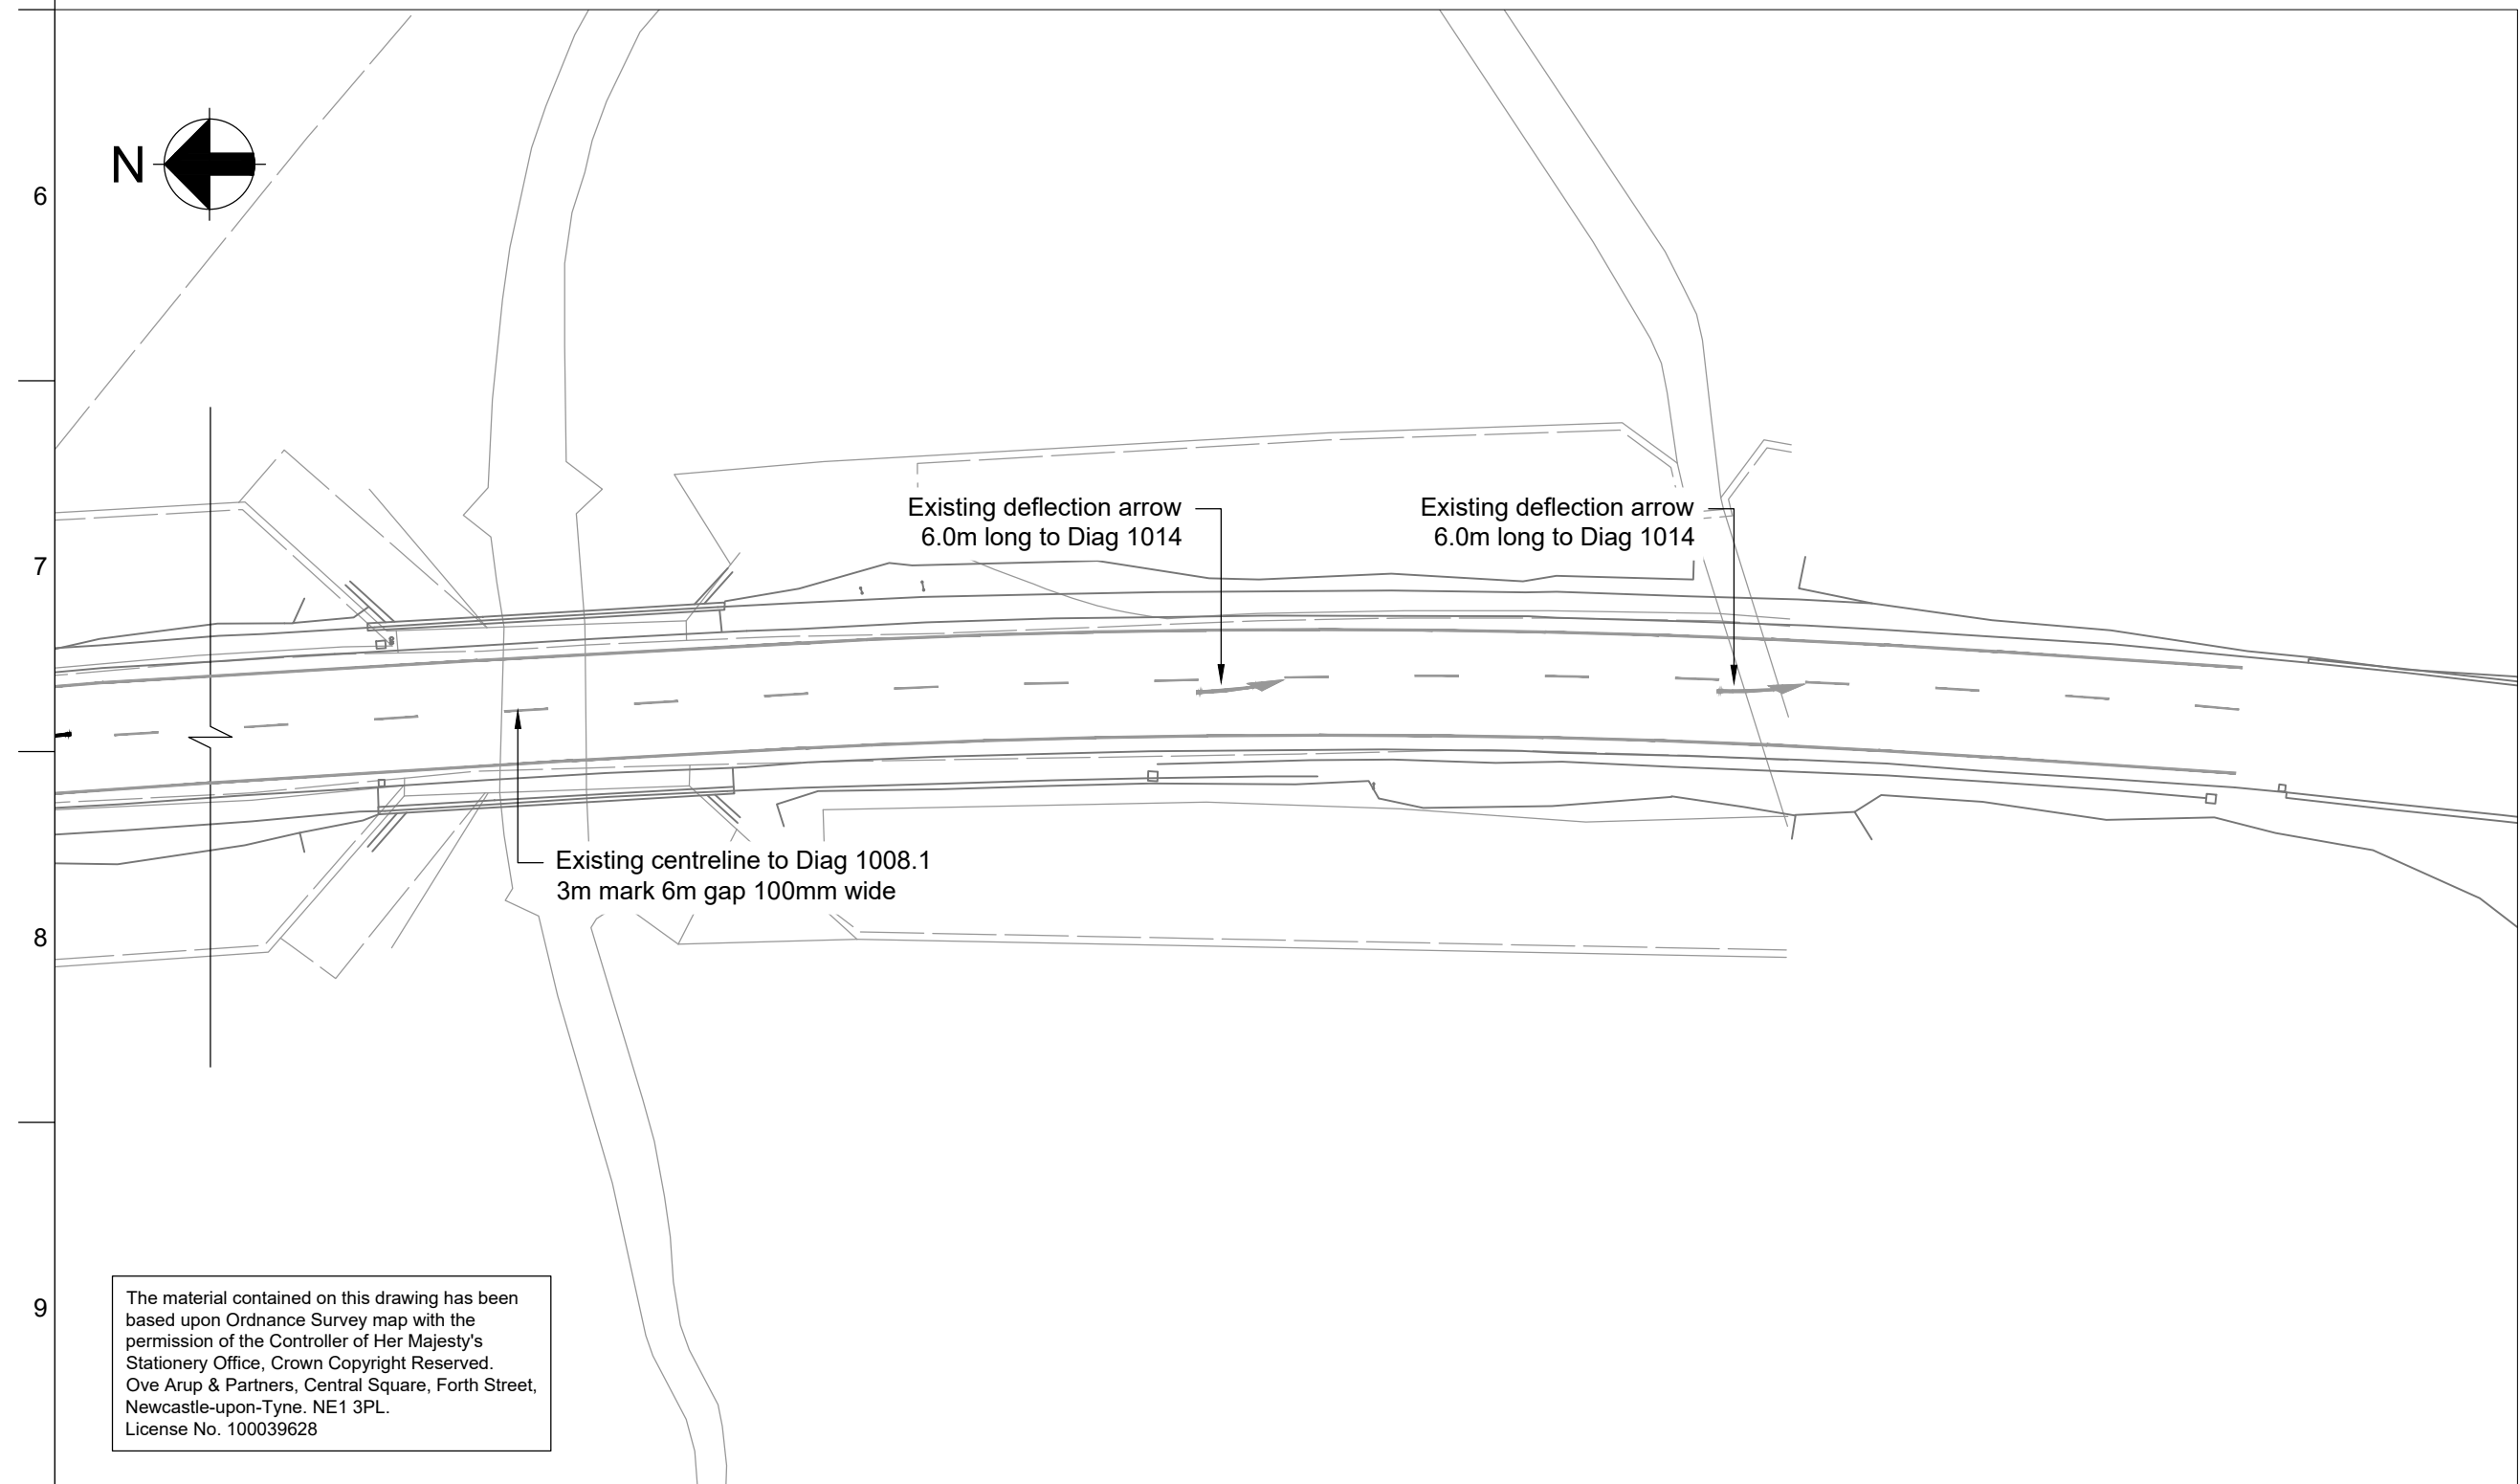 N
6
7
8
9
Existing deflection arrow
6.0m long to Diag 1014
Existing deflection arrow
6.0m long to Diag 1014
Existing centreline to Diag 1008.1
3m mark 6m gap 100mm wide
The material contained on this drawing has been
based upon Ordnance Survey map with the
permission of the Controller of Her Majesty's
Stationery Office, Crown Copyright Reserved.
Ove Arup & Partners, Central Square, Forth Street,
Newcastle-upon-Tyne. NE1 3PL.
License No. 100039628